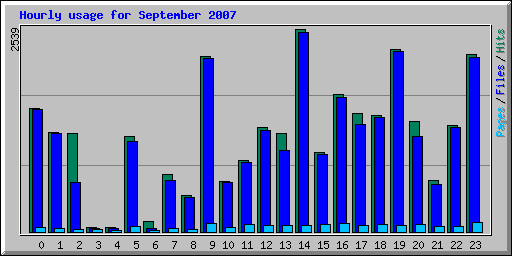 Hourly usage for September 2007
2539
Pages/Files/Hits
0 1 2 3 4 5 6 7 8 9 10 11 12 13 14 15 16 17 18 19 20 21 22 23